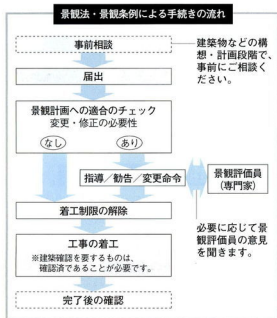 景観法・景観条例による手続きの流れ
事前相談
建築物などの構
想・計画段階で、
事前にご相談く
ださい。
届出
景観計画への適合のチェック
変更・修正の必要性
なし
あり
指導／勧告／変更命令
景観評価員
（専門家）
着工制限の解除
必要に応じて景
観評価員の意見
を聞きます。
工事の着工
※建築確認を要するものは、
確認済であることが必要です。
完了後の確認